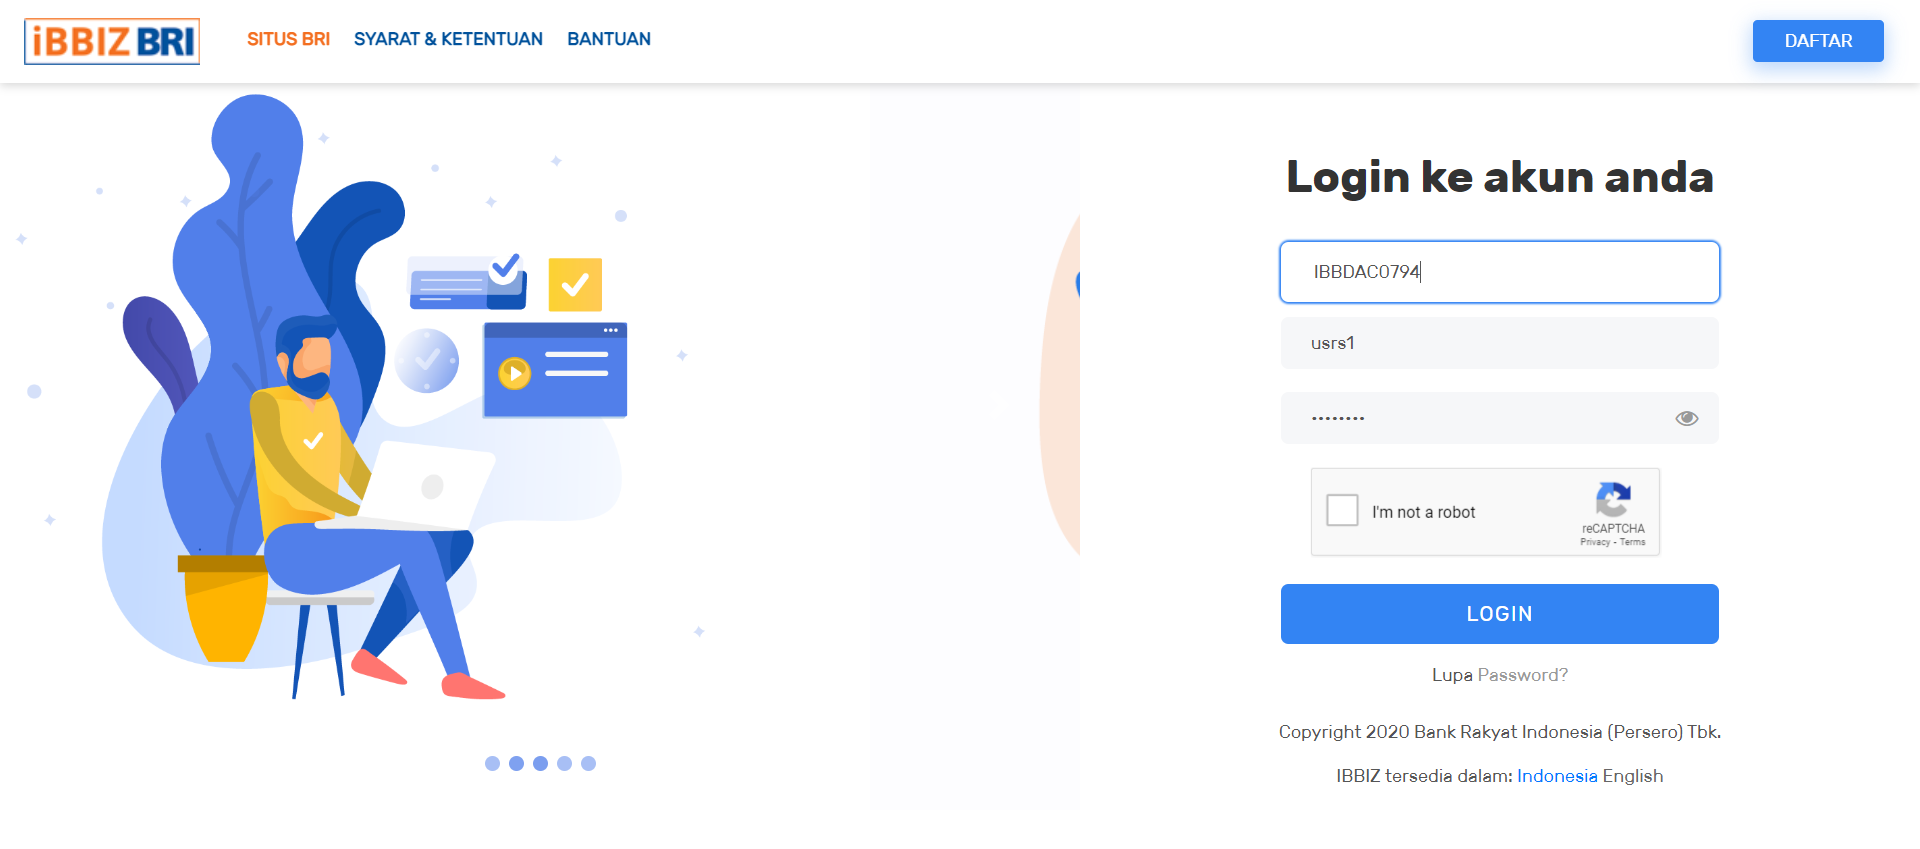 iBBIZ BRI
SITUS BRI SYARAT & KETENTUAN BANTUAN
DAFTAR
Login ke akun anda
IBBDAC0794
usrs1
········
I'm not a robot
reCAPTCHA
Privacy - Terms
LOGIN
Lupa Password?
Copyright 2020 Bank Rakyat Indonesia (Persero) Tbk.
IBBIZ tersedia dalam: Indonesia English